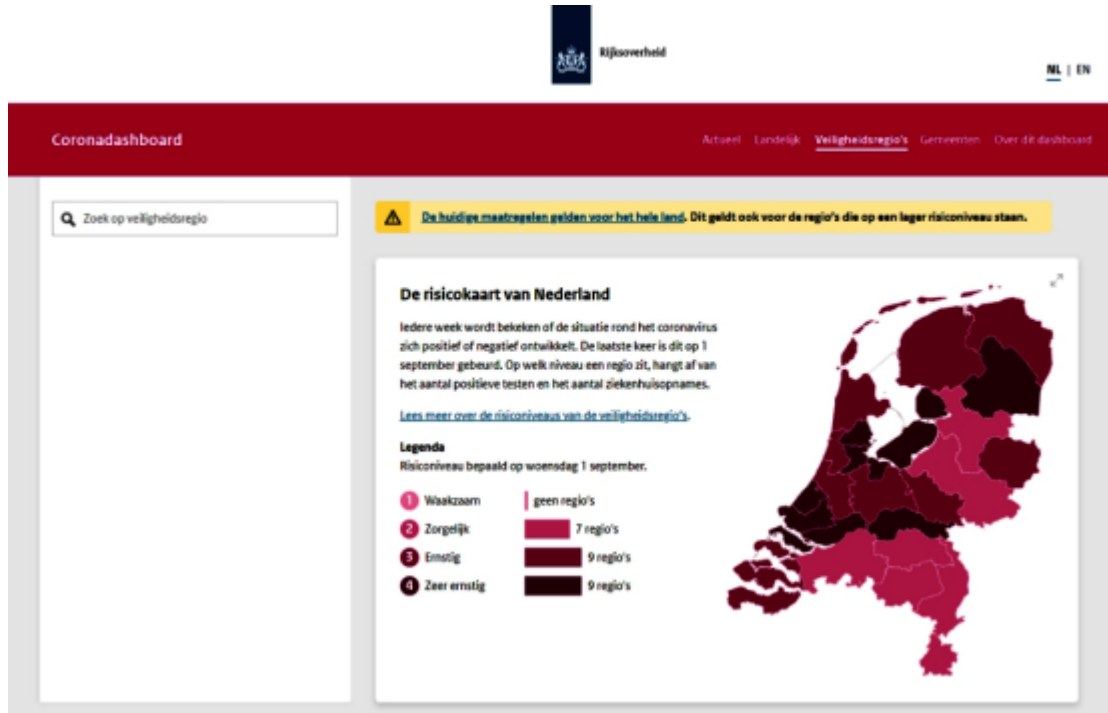 Rijksoverheid
NL | EN
Coronadashboard
Actueel Landelijk Veiligheidsregio's Gemeenten Over dit dashboard
Zoek op veiligheidsregio
De huidige maatregelen gelden voor het hele land. Dit geldt ook voor de regio's die op een lager risiconiveau staan.
De risicokaart van Nederland
Iedere week wordt bekeken of de situatie rond het coronavirus
zich positief of negatief ontwikkelt. De laatste keer is dit op 1
september gebeurd. Op welk niveau een regio zit, hangt af van
het aantal positieve testen en het aantal ziekenhuisopnames.
Lees meer over de risiconiveaus van de veiligheidsregio's.
Legenda
Risiconiveau bepaald op woensdag 1 september.
1 Waakzaam geen regio's
2 Zorgelijk 7 regio's
3 Ernstig 9 regio's
4 Zeer ernstig 9 regio's